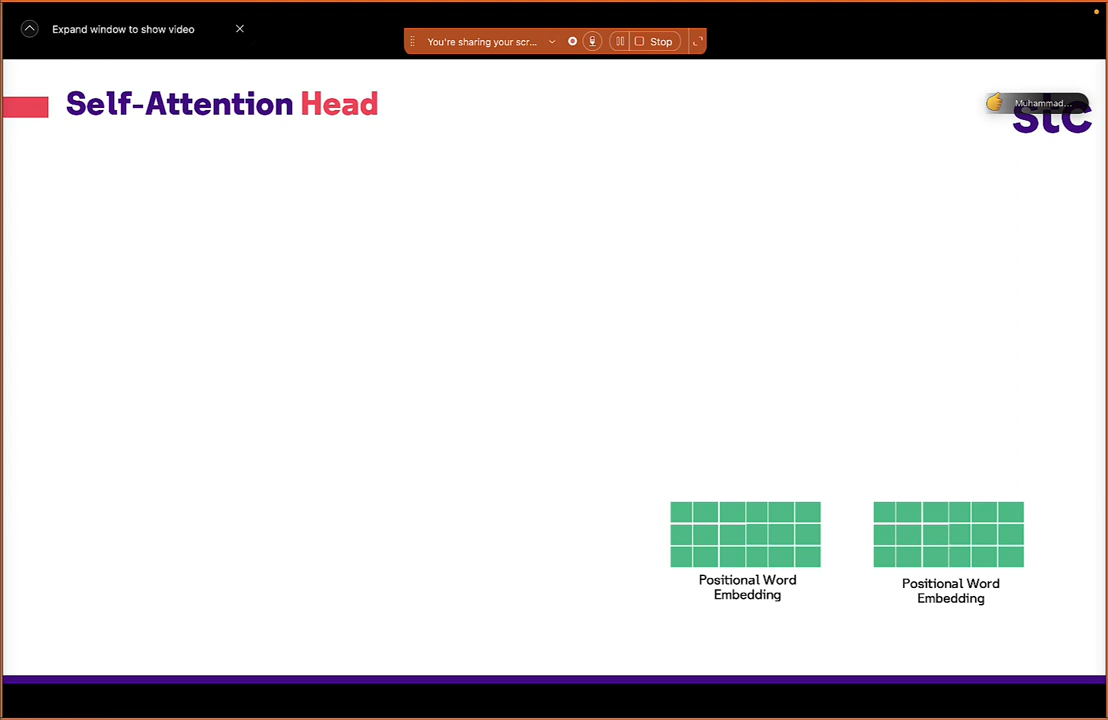 Expand window to show video
You're sharing your scr...
Stop
Self-Attention Head
Muhammad...
stc
Positional Word
Embedding
Positional Word
Embedding